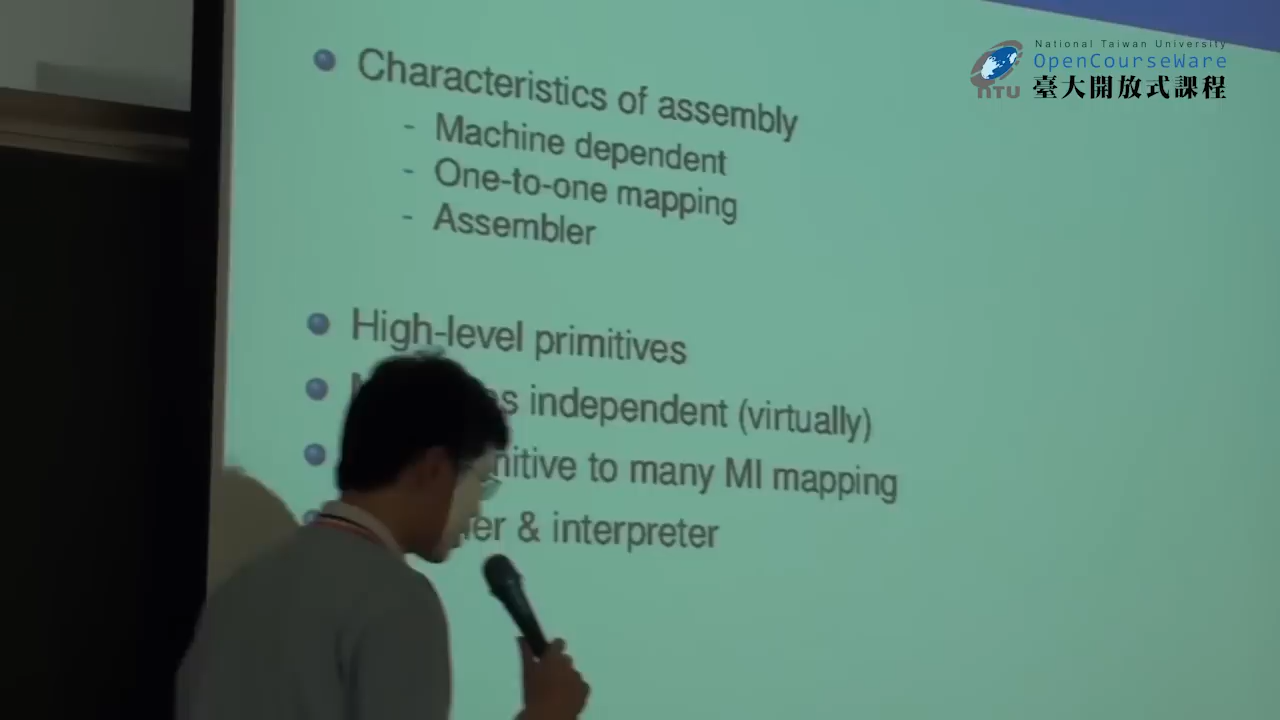 National Taiwan University
OpenCourseWare
NTU 臺大開放式課程
Characteristics of assembly
- Machine dependent
- One-to-one mapping
- Assembler
High-level primitives
independent (virtually)
to many MI mapping
& interpreter